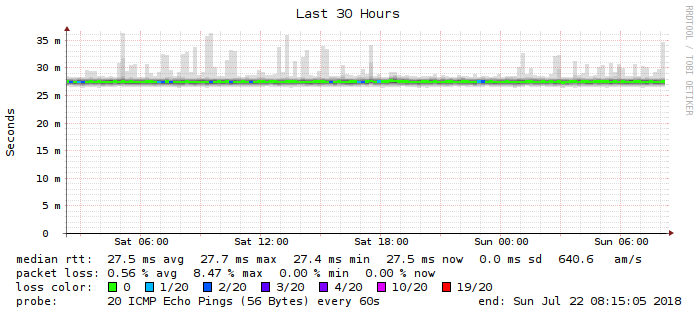 Last 30 Hours
RRDTOOL / TOBI OETIKER
Seconds
35 m
30 m
25 m
20 m
15 m
10 m
5 m
0
Sat 06:00 Sat 12:00 Sat 18:00 Sun 00:00 Sun 06:00
median rtt: 27.5 ms avg 27.7 ms max 27.4 ms min 27.5 ms now 0.0 ms sd 640.6 am/s
packet loss: 0.56 % avg 8.47 % max 0.00 % min 0.00 % now
loss color: 0 1/20 2/20 3/20 4/20 10/20 19/20
probe: 20 ICMP Echo Pings (56 Bytes) every 60s end: Sun Jul 22 08:15:05 2018